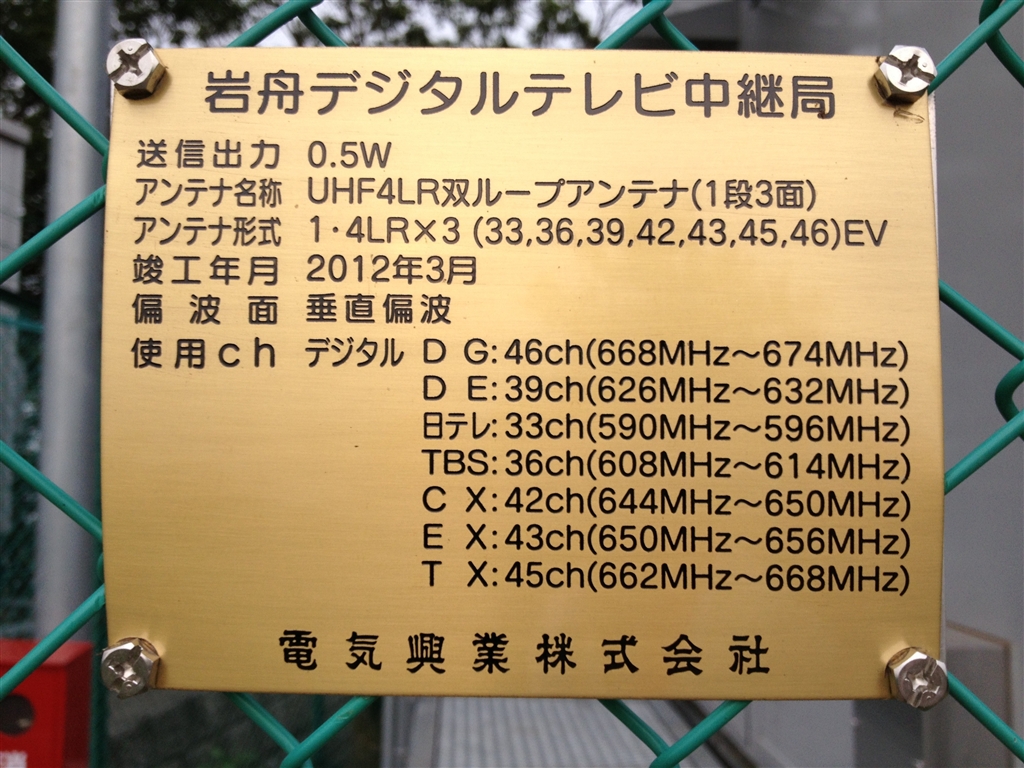 岩舟デジタルテレビ中継局
送信出力 0.5W
アンテナ名称 UHF4LR双ループアンテナ(1段3面)
アンテナ形式 1・4LR×3 (33,36,39,42,43,45,46)EV
竣工年月 2012年3月
偏波面 垂直偏波
使用ch デジタル D G:46ch(668MHz～674MHz)
D E:39ch(626MHz～632MHz)
日テレ:33ch(590MHz～596MHz)
TBS:36ch(608MHz～614MHz)
C X:42ch(644MHz～650MHz)
E X:43ch(650MHz～656MHz)
T X:45ch(662MHz～668MHz)
電気興業株式会社